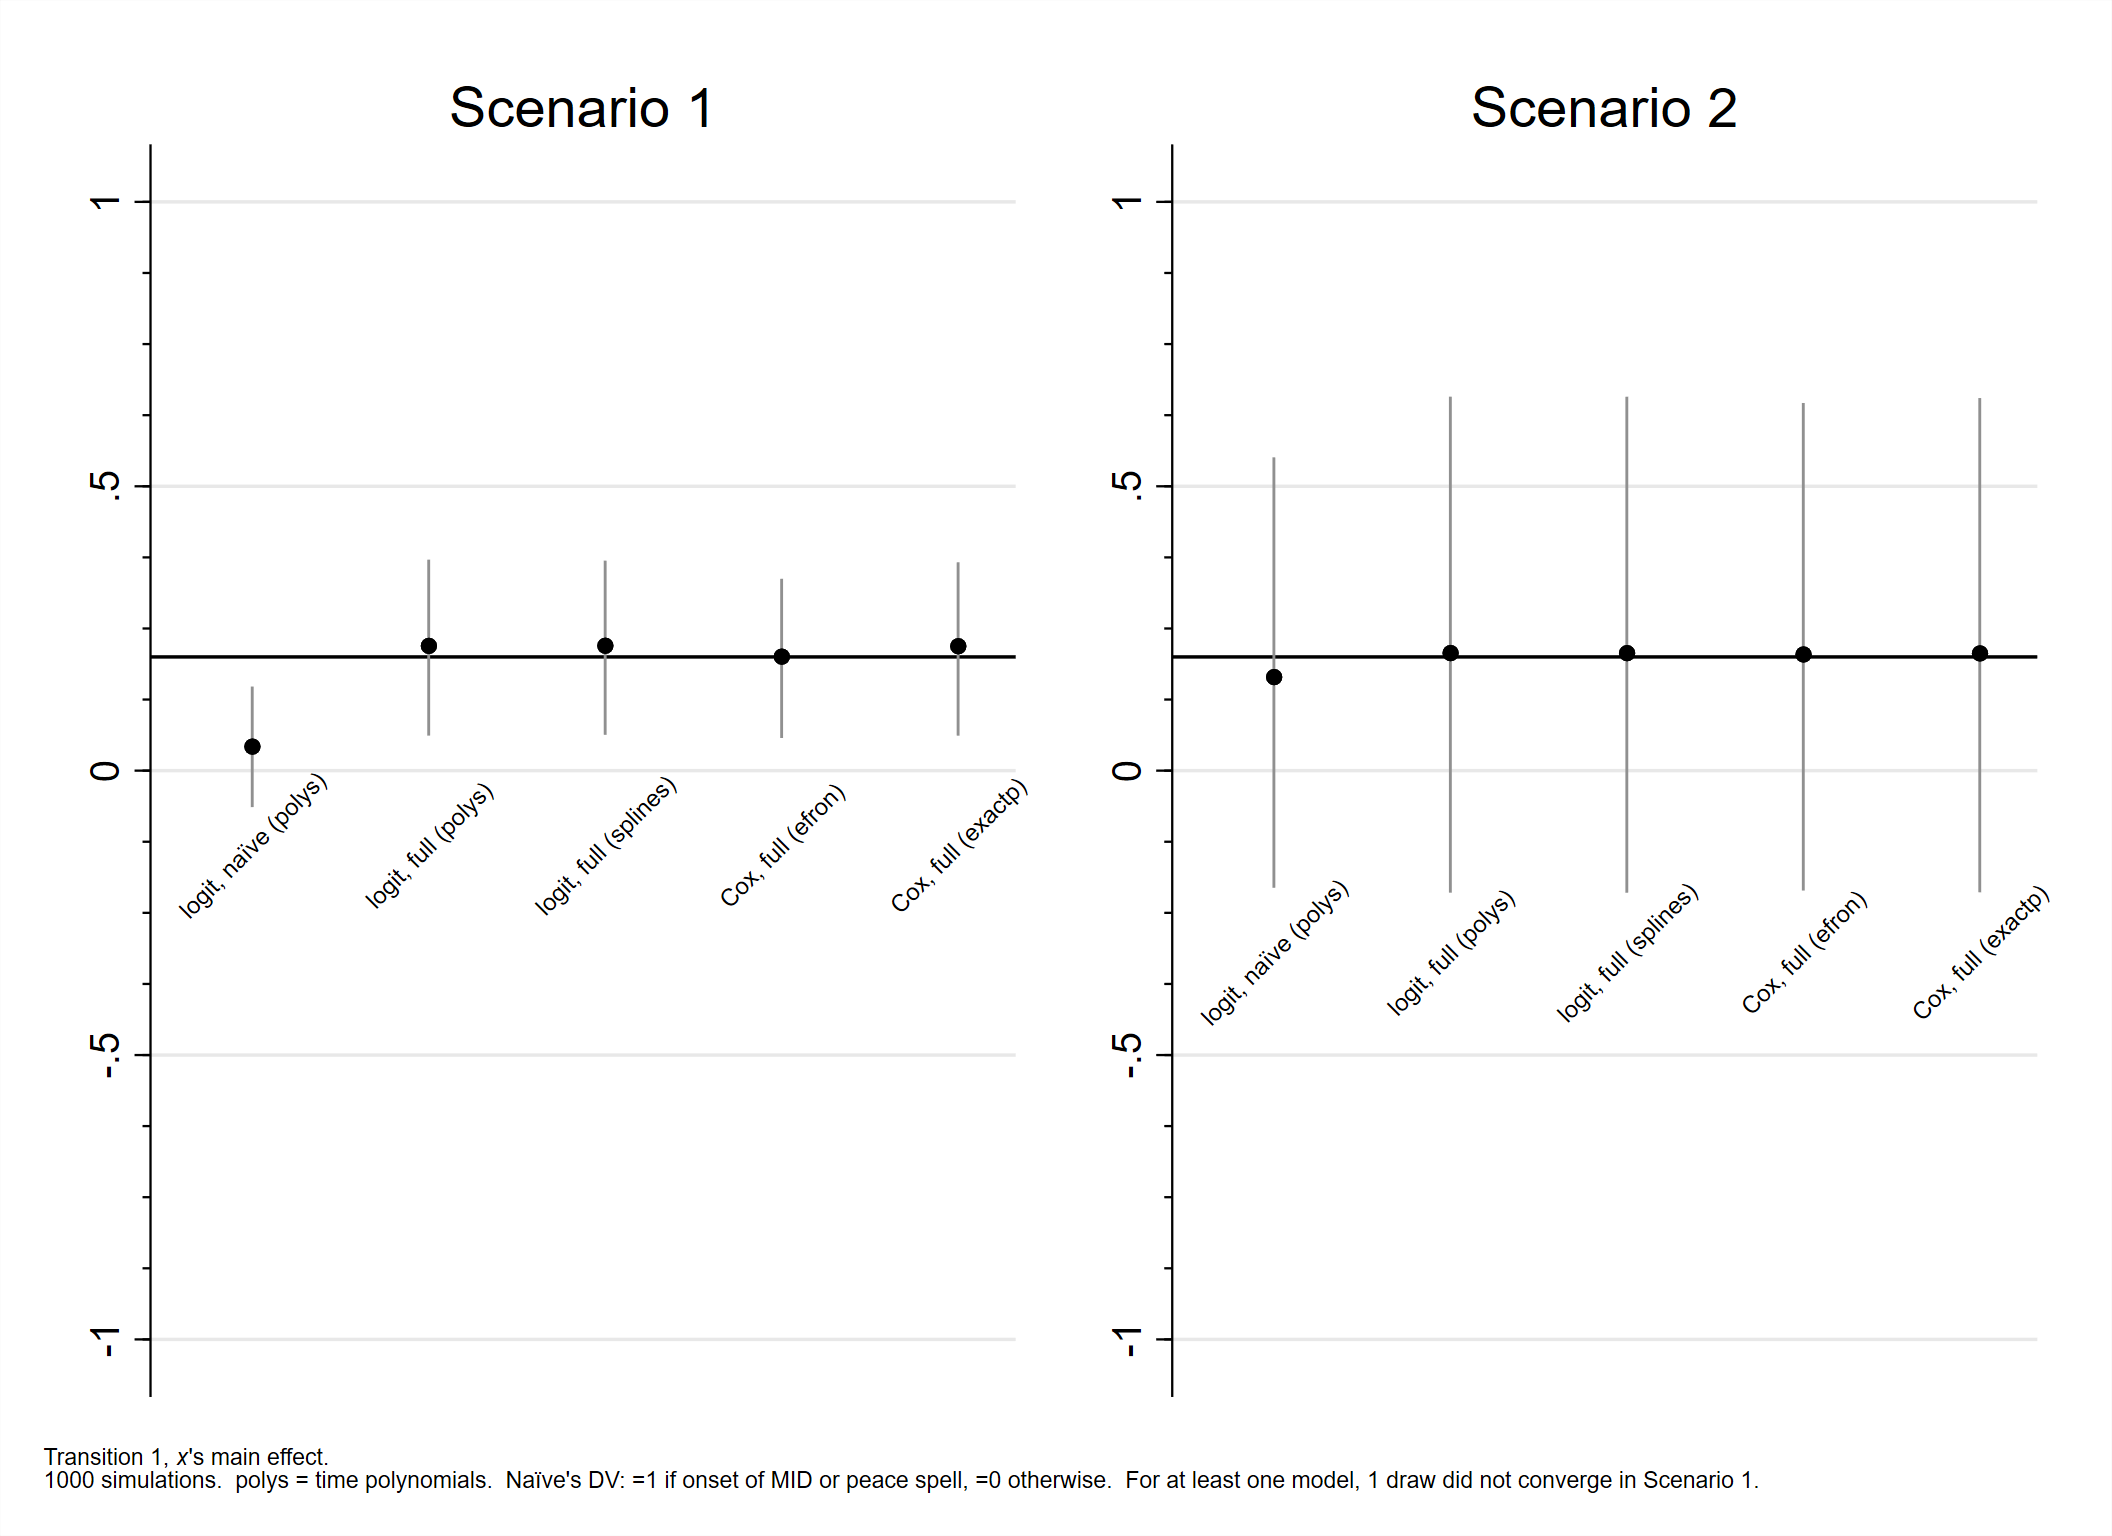 Scenario 1
1
.5
0
-.5
-1
logit, naïve (polys)
logit, full (polys)
logit, full (splines)
Cox, full (efron)
Cox, full (exactp)
Scenario 2
1
.5
0
-.5
-1
logit, naïve (polys)
logit, full (polys)
logit, full (splines)
Cox, full (efron)
Cox, full (exactp)
Transition 1, x's main effect.
1000 simulations.  polys = time polynomials.  Naïve's DV: =1 if onset of MID or peace spell, =0 otherwise.  For at least one model, 1 draw did not converge in Scenario 1.